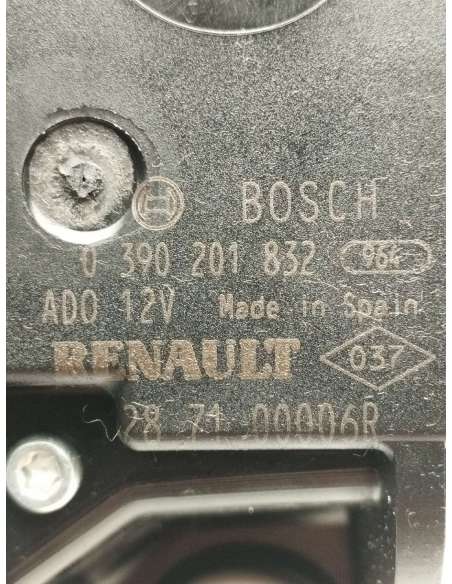 BOSCH
0 390 201 832 964
ADO 12V Made in Spain
RENAULT 037
28 71 00006R